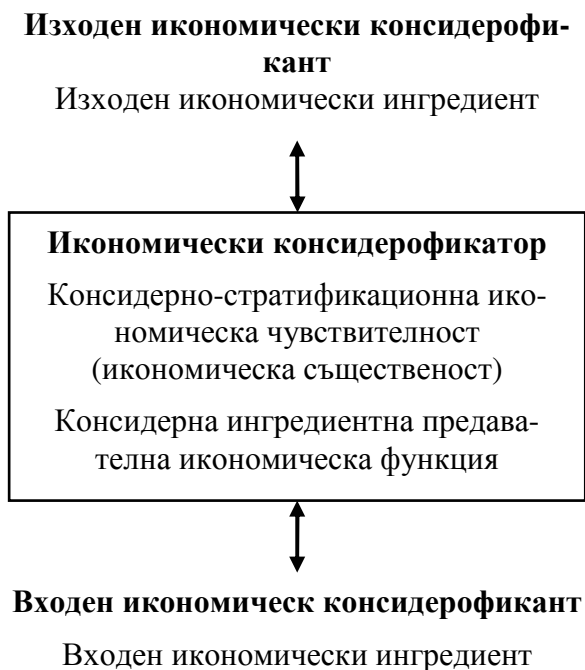 Изходен икономически консидерофи-
кант
Изходен икономически ингредиент
Икономически консидерофикатор
Консидерно-стратификационна ико-
номическа чувствителност
(икономическа същественост)
Консидерна ингредиентна предава-
телна икономическа функция
Входен икономическ консидерофикант
Входен икономически ингредиент